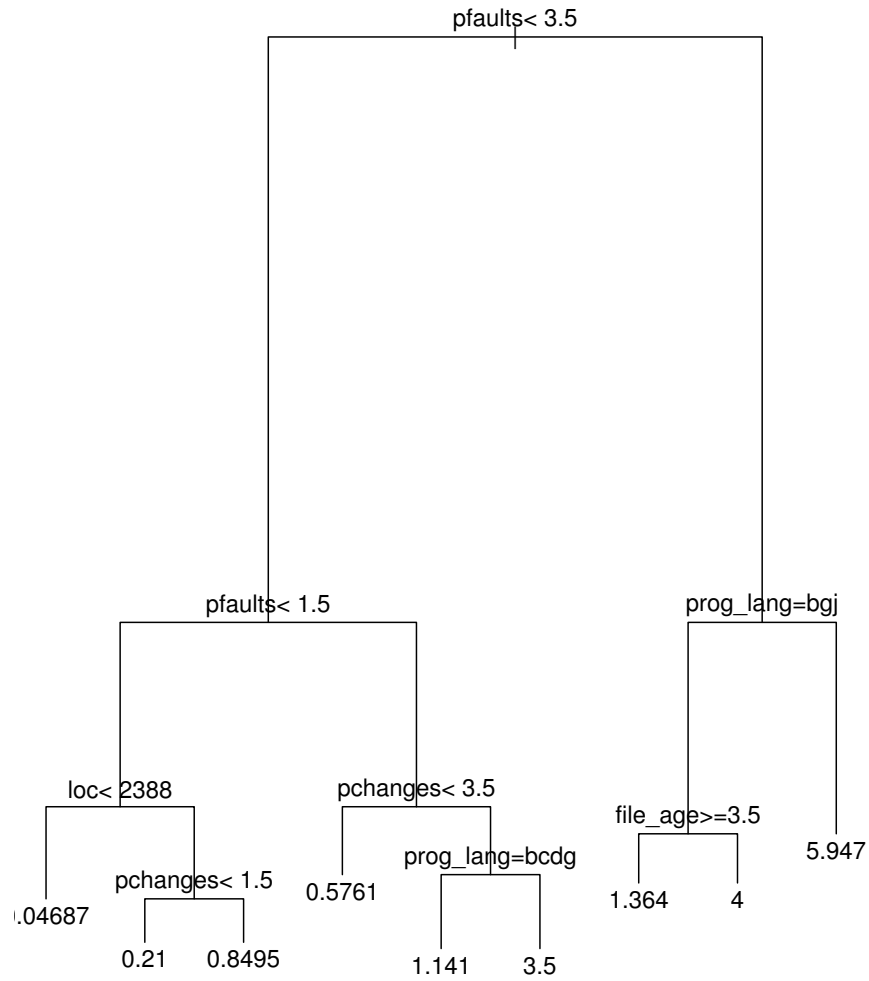 pfaults< 3.5
pfaults< 1.5
prog_lang=bgj
loc< 2388
pchanges< 3.5
file_age>=3.5
pchanges< 1.5
prog_lang=bcdg
.04687
0.21
0.8495
0.5761
1.141
3.5
1.364
4
5.947